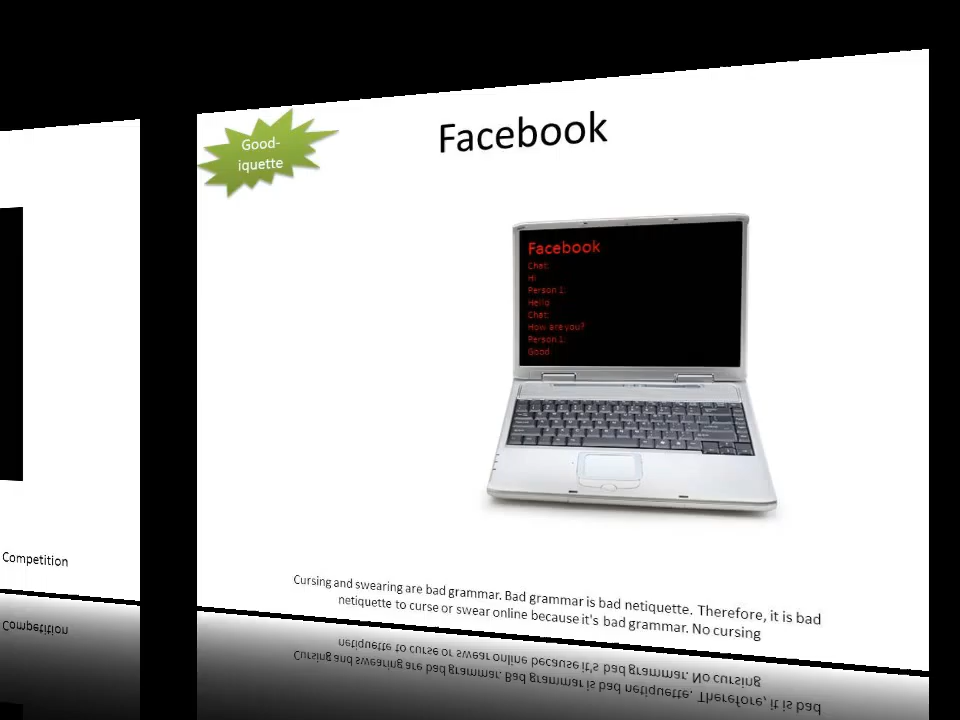 Good-
iquette
Facebook
Facebook
Chat:
Hi
Person 1:
Hello
Chat:
How are you?
Person 1:
Good
Competition
Cursing and swearing are bad grammar. Bad grammar is bad netiquette. Therefore, it is bad
netiquette to curse or swear online because it's bad grammar. No cursing